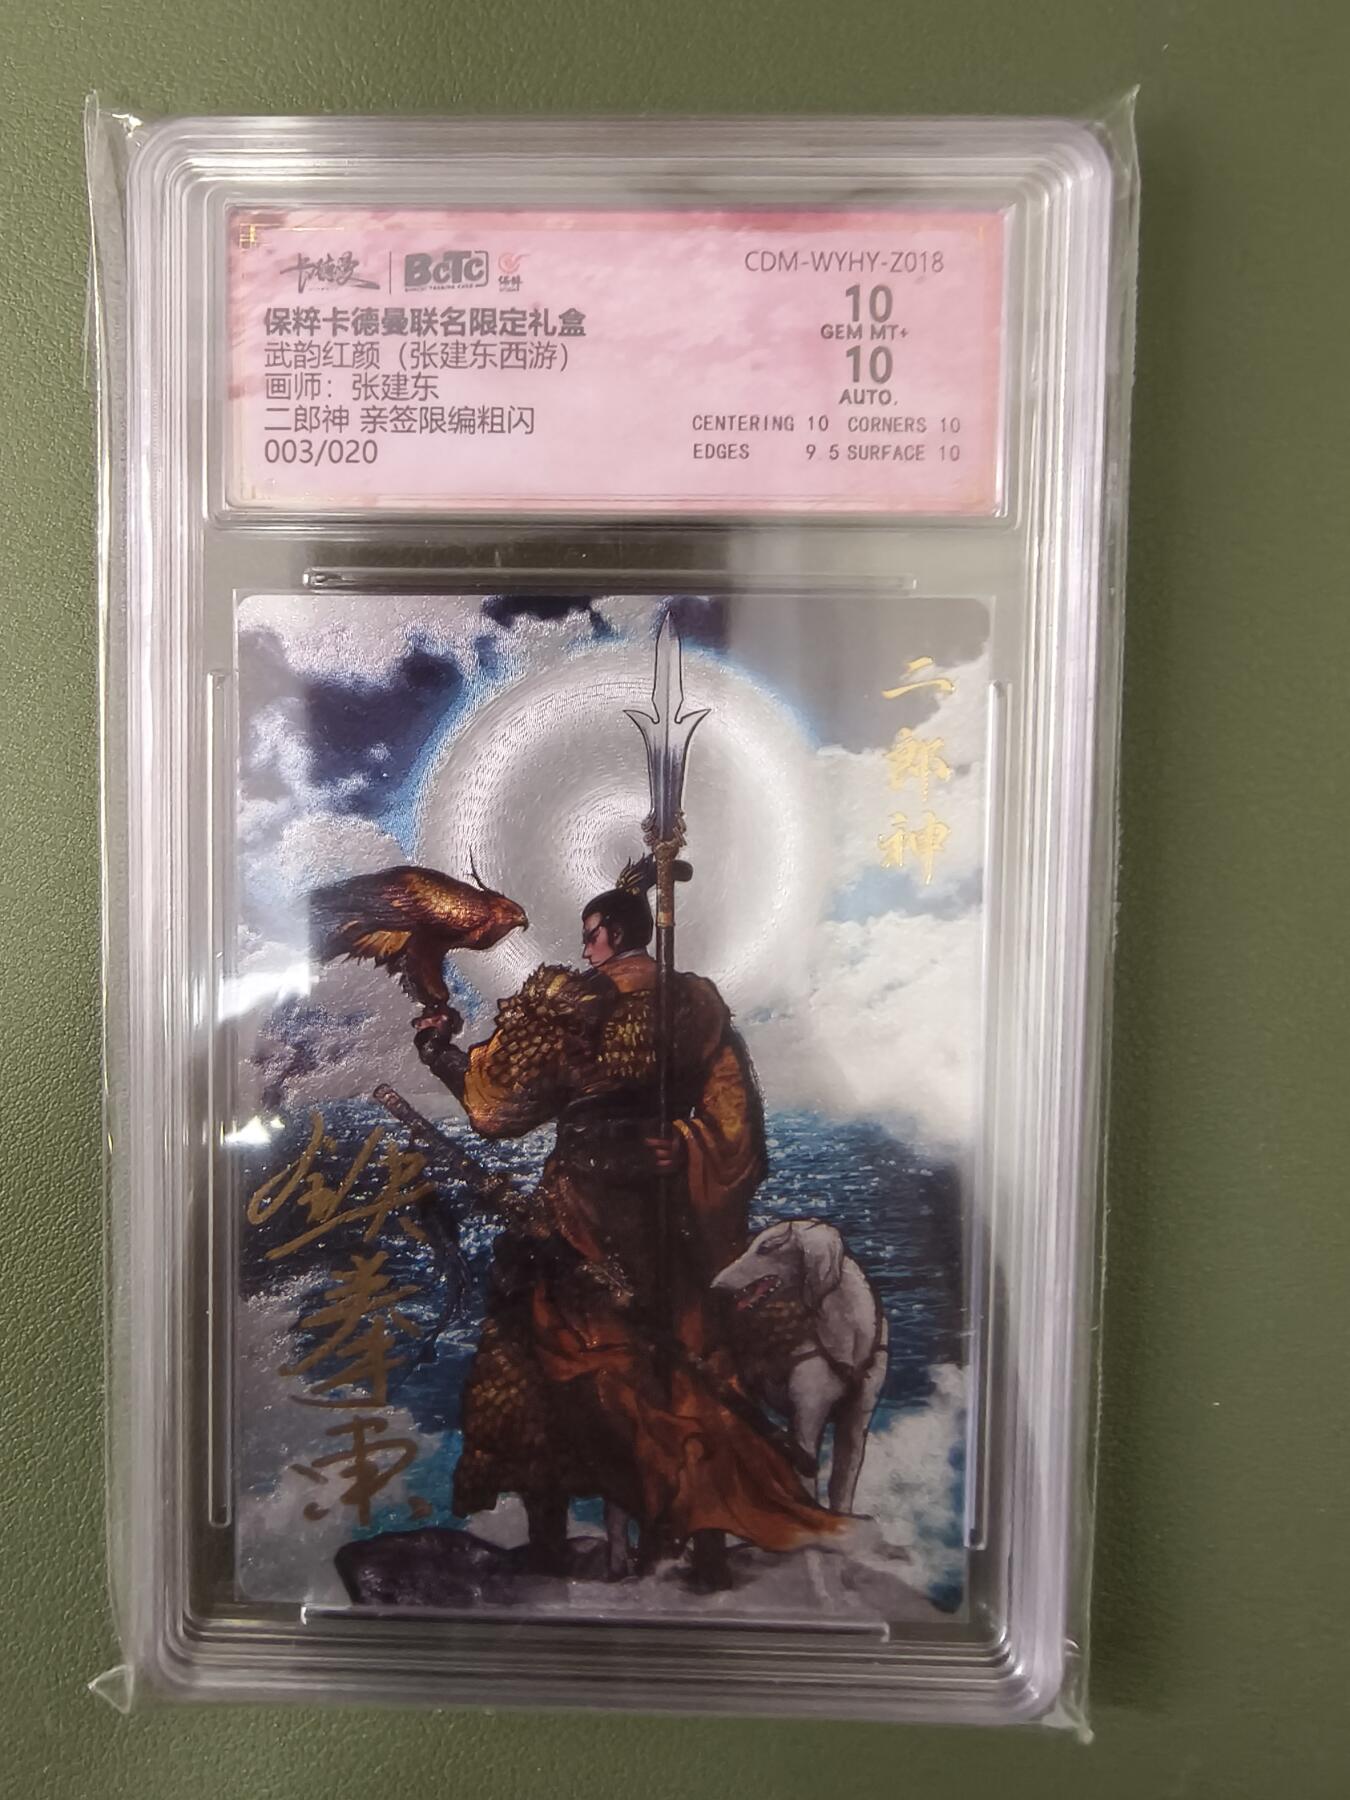 卡德曼
BCTC
保粹
CDM-WYHY-Z018
保粹卡德曼联名限定礼盒
武韵红颜（张建东西游）
画师：张建东
二郎神 亲签限编粗闪
003/020
10
GEM MT+
10
AUTO.
CENTERING 10 CORNERS 10
EDGES 9.5 SURFACE 10
二郎神